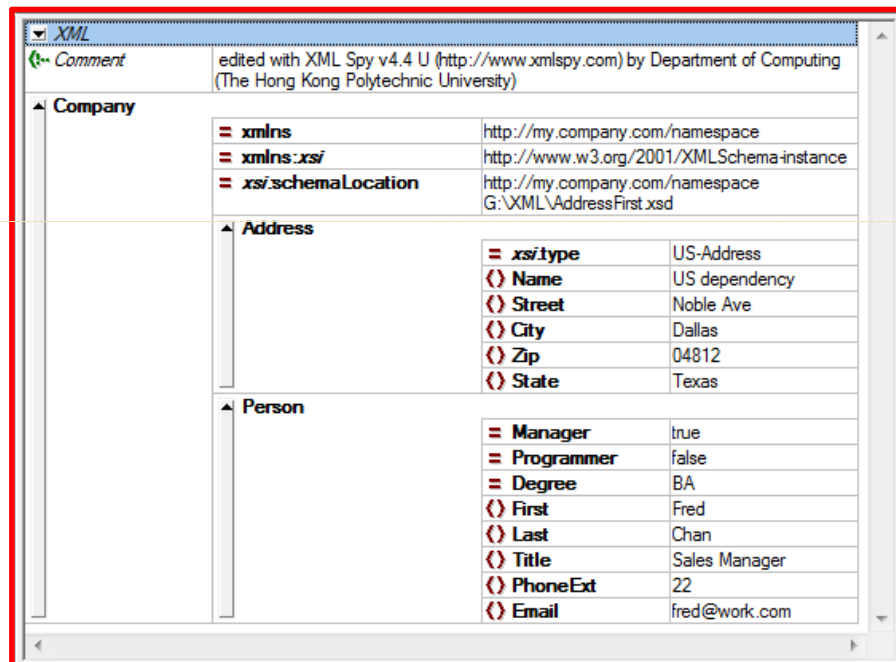 XML
Comment edited with XML Spy v4.4 U (http://www.xmlspy.com) by Department of Computing
(The Hong Kong Polytechnic University)
Company
= xmlns http://my.company.com/namespace
= xmlns:xsi http://www.w3.org/2001/XMLSchema-instance
= xsi:schemaLocation http://my.company.com/namespace
G:\XML\AddressFirst.xsd
Address
= xsi:type US-Address
() Name US dependency
() Street Noble Ave
() City Dallas
() Zip 04812
() State Texas
Person
= Manager true
= Programmer false
= Degree BA
() First Fred
() Last Chan
() Title Sales Manager
() PhoneExt 22
() Email fred@work.com